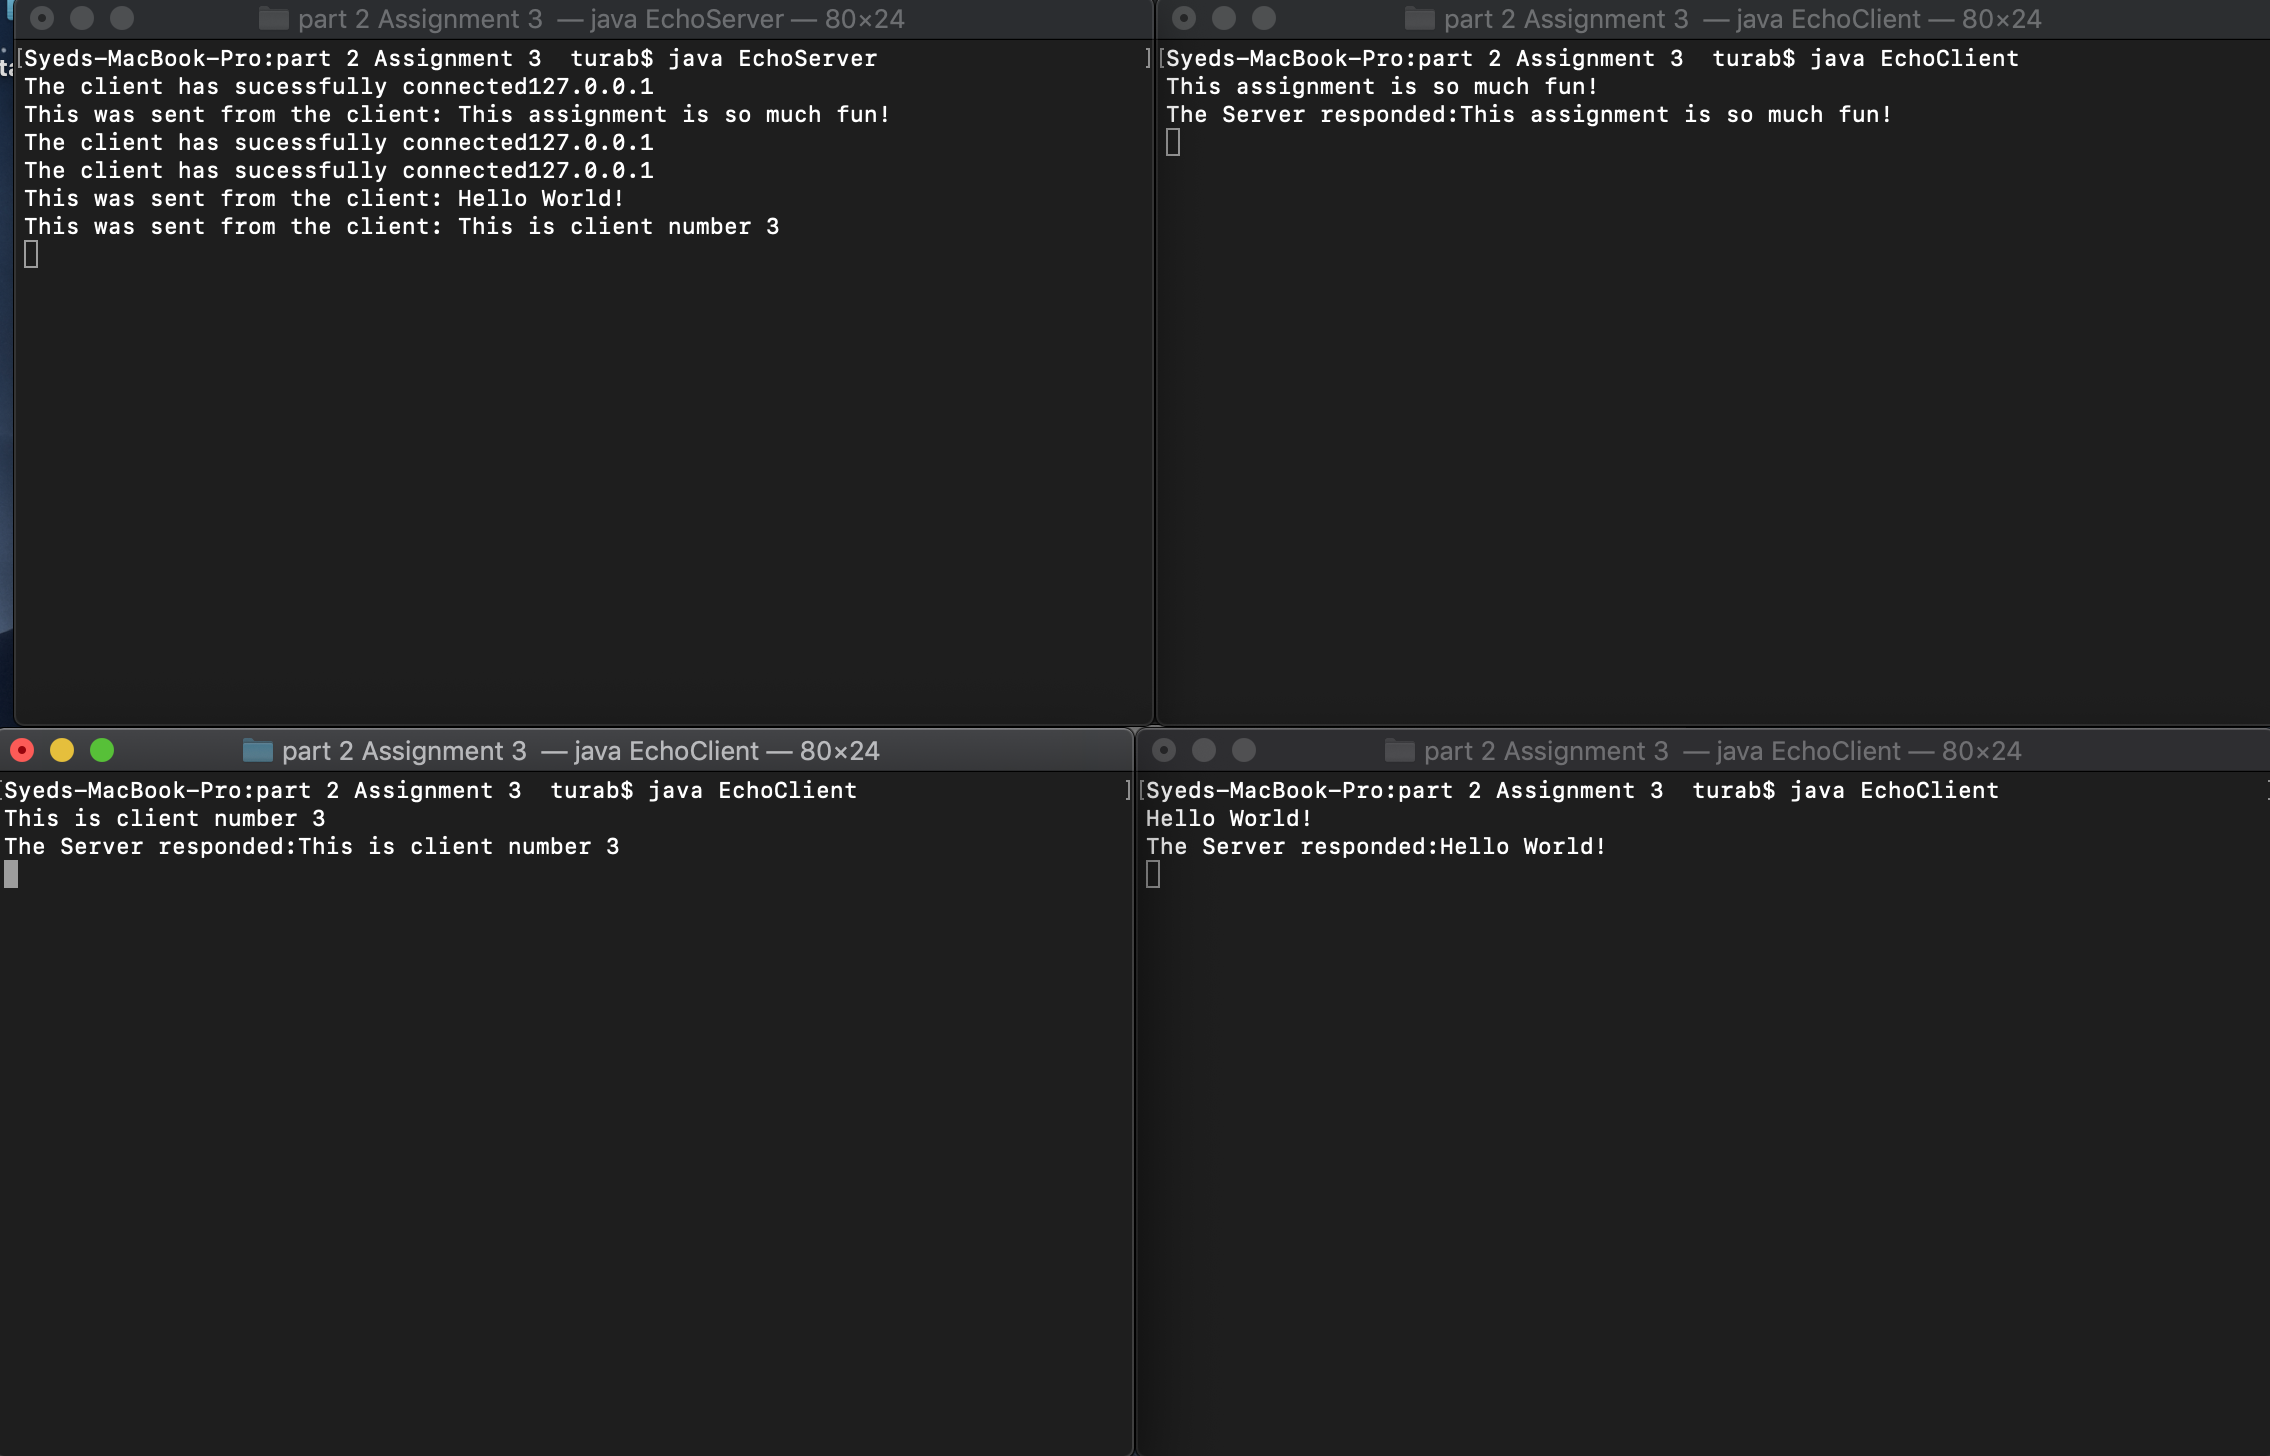 part 2 Assignment 3 — java EchoServer — 80×24
[Syeds-MacBook-Pro:part 2 Assignment 3  turab$ java EchoServer ]
The client has sucessfully connected127.0.0.1
This was sent from the client: This assignment is so much fun!
The client has sucessfully connected127.0.0.1
The client has sucessfully connected127.0.0.1
This was sent from the client: Hello World!
This was sent from the client: This is client number 3
part 2 Assignment 3 — java EchoClient — 80×24
[Syeds-MacBook-Pro:part 2 Assignment 3  turab$ java EchoClient
This assignment is so much fun!
The Server responded:This assignment is so much fun!
part 2 Assignment 3 — java EchoClient — 80×24
[Syeds-MacBook-Pro:part 2 Assignment 3  turab$ java EchoClient ]
This is client number 3
The Server responded:This is client number 3
part 2 Assignment 3 — java EchoClient — 80×24
[Syeds-MacBook-Pro:part 2 Assignment 3  turab$ java EchoClient ]
Hello World!
The Server responded:Hello World!